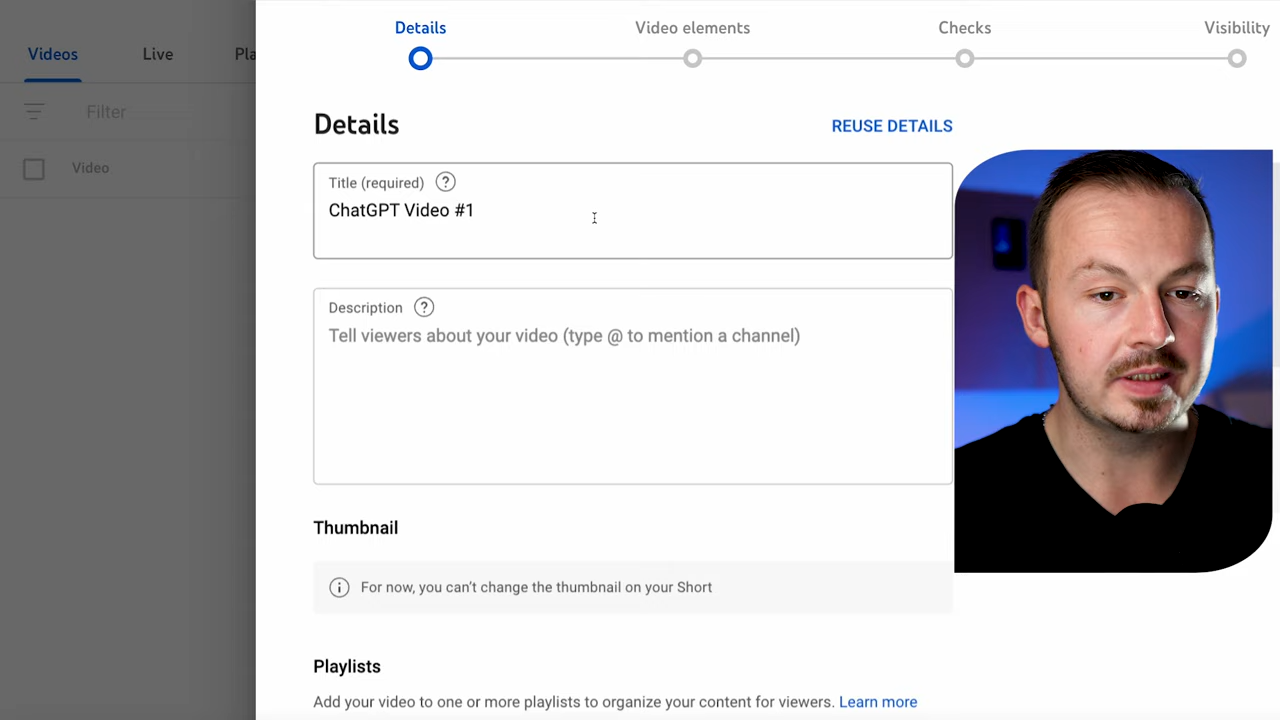 Details
Video elements
Checks
Visibility
Videos
Live
Pla
Filter
Video
Details
REUSE DETAILS
Title (required) ?
ChatGPT Video #1
Description ?
Tell viewers about your video (type @ to mention a channel)
Thumbnail
For now, you can't change the thumbnail on your Short
Playlists
Add your video to one or more playlists to organize your content for viewers. Learn more